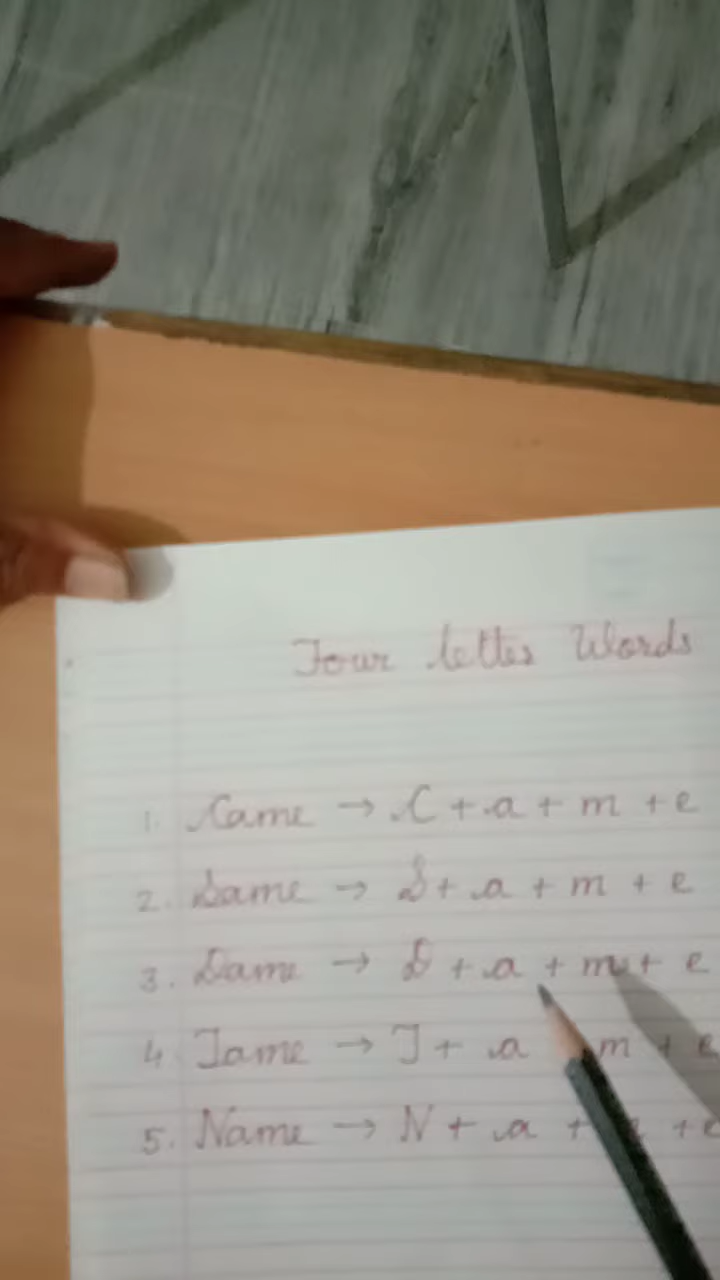 Four letter Words
1. Came → C + a + m + e
2. Same → S + a + m + e
3. Dame → D + a + m + e
4. Tame → T + a m + e
5. Name → N + a + + e